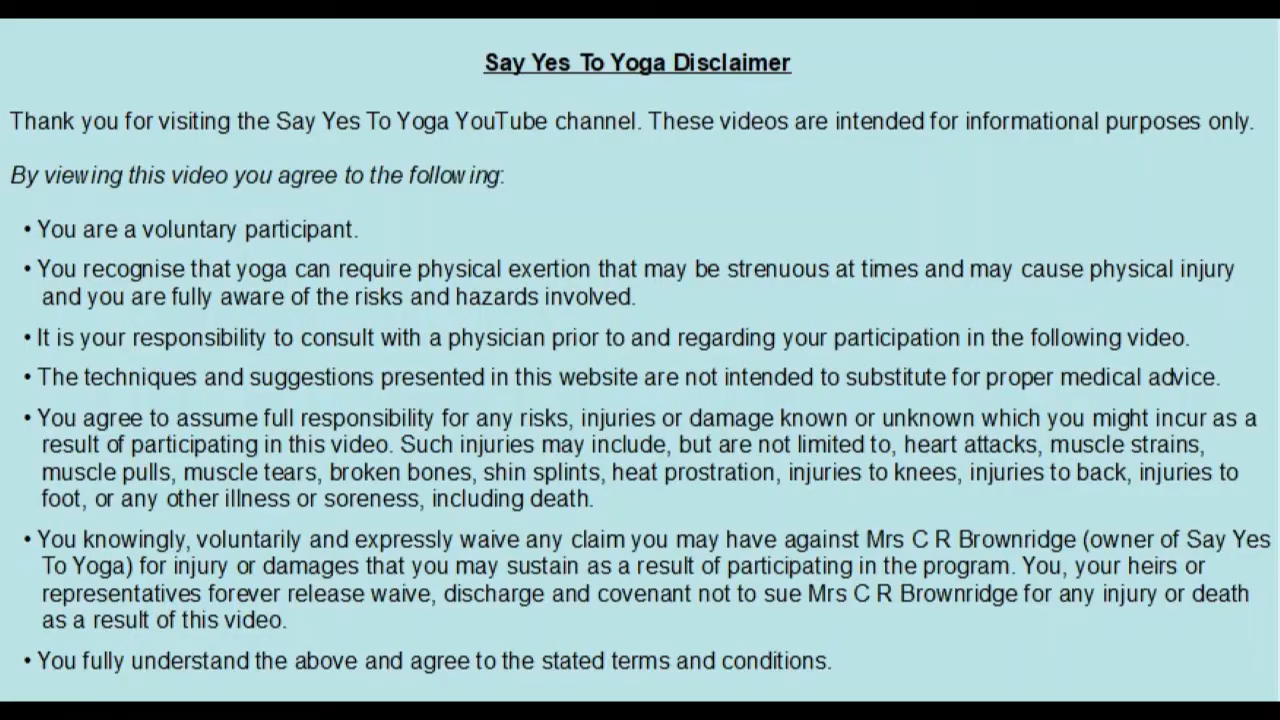 Say Yes To Yoga Disclaimer
Thank you for visiting the Say Yes To Yoga YouTube channel. These videos are intended for informational purposes only.
By viewing this video you agree to the following:
• You are a voluntary participant.
• You recognise that yoga can require physical exertion that may be strenuous at times and may cause physical injury
and you are fully aware of the risks and hazards involved.
• It is your responsibility to consult with a physician prior to and regarding your participation in the following video.
• The techniques and suggestions presented in this website are not intended to substitute for proper medical advice.
• You agree to assume full responsibility for any risks, injuries or damage known or unknown which you might incur as a
result of participating in this video. Such injuries may include, but are not limited to, heart attacks, muscle strains,
muscle pulls, muscle tears, broken bones, shin splints, heat prostration, injuries to knees, injuries to back, injuries to
foot, or any other illness or soreness, including death.
• You knowingly, voluntarily and expressly waive any claim you may have against Mrs C R Brownridge (owner of Say Yes
To Yoga) for injury or damages that you may sustain as a result of participating in the program. You, your heirs or
representatives forever release waive, discharge and covenant not to sue Mrs C R Brownridge for any injury or death
as a result of this video.
• You fully understand the above and agree to the stated terms and conditions.